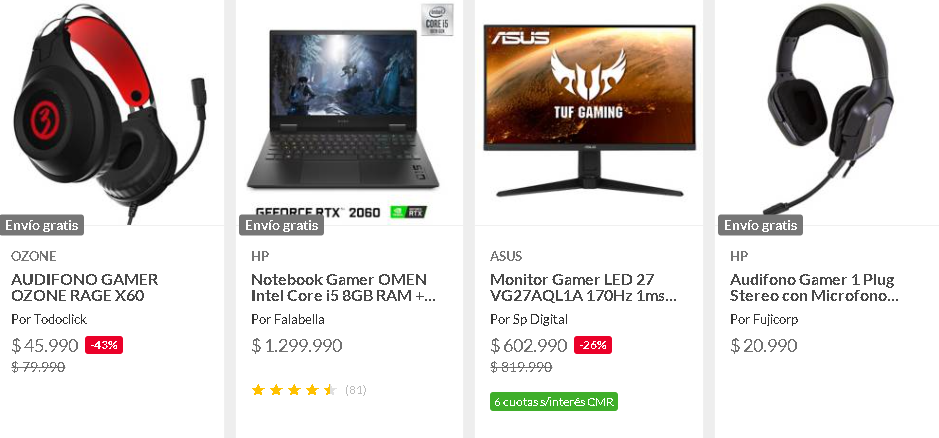 Envío gratis
OZONE
AUDIFONO GAMER
OZONE RAGE X60
Por Todoclick
$ 45.990 -43%
$ 79.990
intel
CORE i5
GEFORCE RTX 2060
Envío gratis
HP
Notebook Gamer OMEN
Intel Core i5 8GB RAM +...
Por Falabella
$ 1.299.990
(81)
ASUS
TUF GAMING
ASUS
Monitor Gamer LED 27
VG27AQL1A 170Hz 1ms...
Por Sp Digital
$ 602.990 -26%
$ 819.990
6 cuotas s/interés CMR
Envío gratis
HP
Audifono Gamer 1 Plug
Stereo con Microfono...
Por Fujicorp
$ 20.990